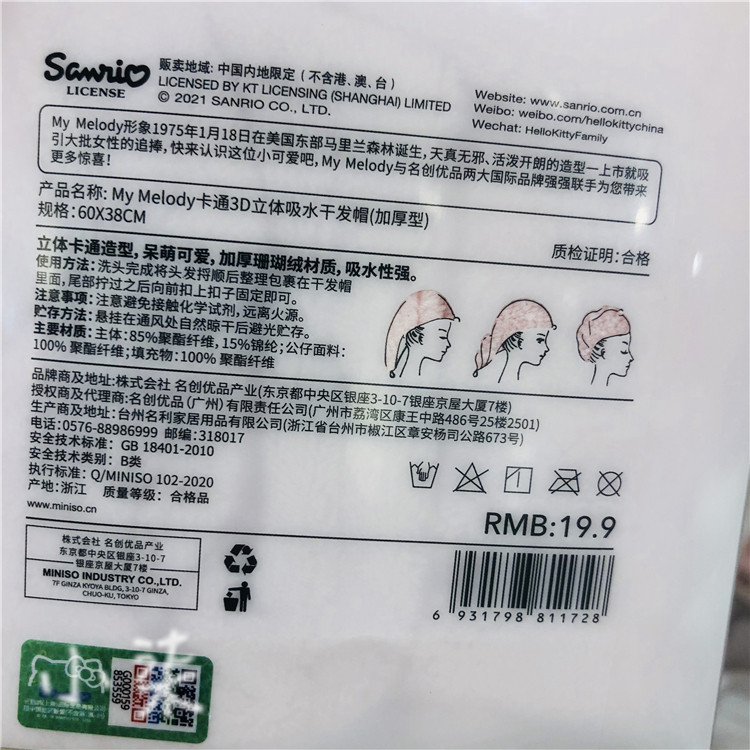 Sanrio
LICENSE
贩卖地域: 中国内地限定（不含港、澳、台）
LICENSED BY KT LICENSING (SHANGHAI) LIMITED
© 2021 SANRIO CO., LTD.
Website: www.sanrio.com.cn
Weibo: weibo.com/hellokittychina
Wechat: HelloKittyFamily
My Melody形象1975年1月18日在美国东部马里兰森林诞生，天真无邪、活泼开朗的造型一上市就吸
引大批女性的追捧，快来认识这位小可爱吧，My Melody与名创优品两大国际品牌强强联手为您带来
更多惊喜！
产品名称: My Melody卡通3D立体吸水干发帽(加厚型)
规格:60X38CM
质检证明:合格
立体卡通造型，呆萌可爱，加厚珊瑚绒材质，吸水性强。
使用方法:洗头完成将头发捋顺后整理包裹在干发帽
里面，尾部拧过之后向前扣上扣子固定即可。
注意事项: 注意避免接触化学试剂，远离火源。
贮存方法: 悬挂在通风处自然晾干后避光贮存。
主要材质: 主体:85%聚酯纤维，15%锦纶;公仔面料:
100% 聚酯纤维;填充物:100% 聚酯纤维
品牌商及地址:株式会社 名创优品产业(东京都中央区银座3-10-7银座京屋大厦7楼)
授权商及代理商:名创优品（广州）有限责任公司(广州市荔湾区康王中路486号25楼2501)
生产商及地址:台州名利家居用品有限公司(浙江省台州市椒江区章安杨司公路673号)
电话:0576-88986999 邮编:318017
安全技术标准: GB 18401-2010
安全技术类别: B类
执行标准: Q/MINISO 102-2020
产地:浙江 质量等级: 合格品
www.miniso.cn
RMB:19.9
株式会社 名创优品产业
东京都中央区银座3-10-7
银座京屋大厦7楼
MINISO INDUSTRY CO.,LTD.
7F GINZA KYOYA BLDG, 3-10-7 GINZA,
CHUO-KU, TOKYO
6 931798 811728
G000159
8535559